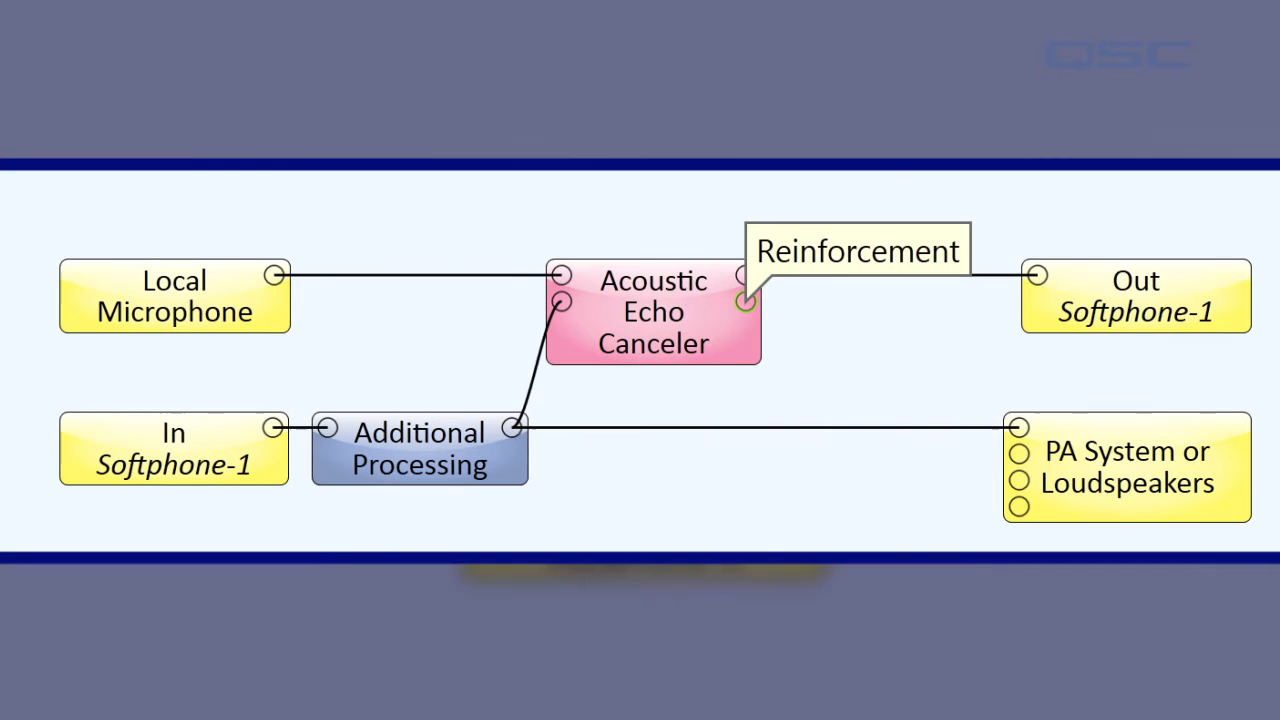 QSC
Reinforcement
Local
Microphone
Acoustic
Echo
Canceler
Out
Softphone-1
In
Softphone-1
Additional
Processing
PA System or
Loudspeakers